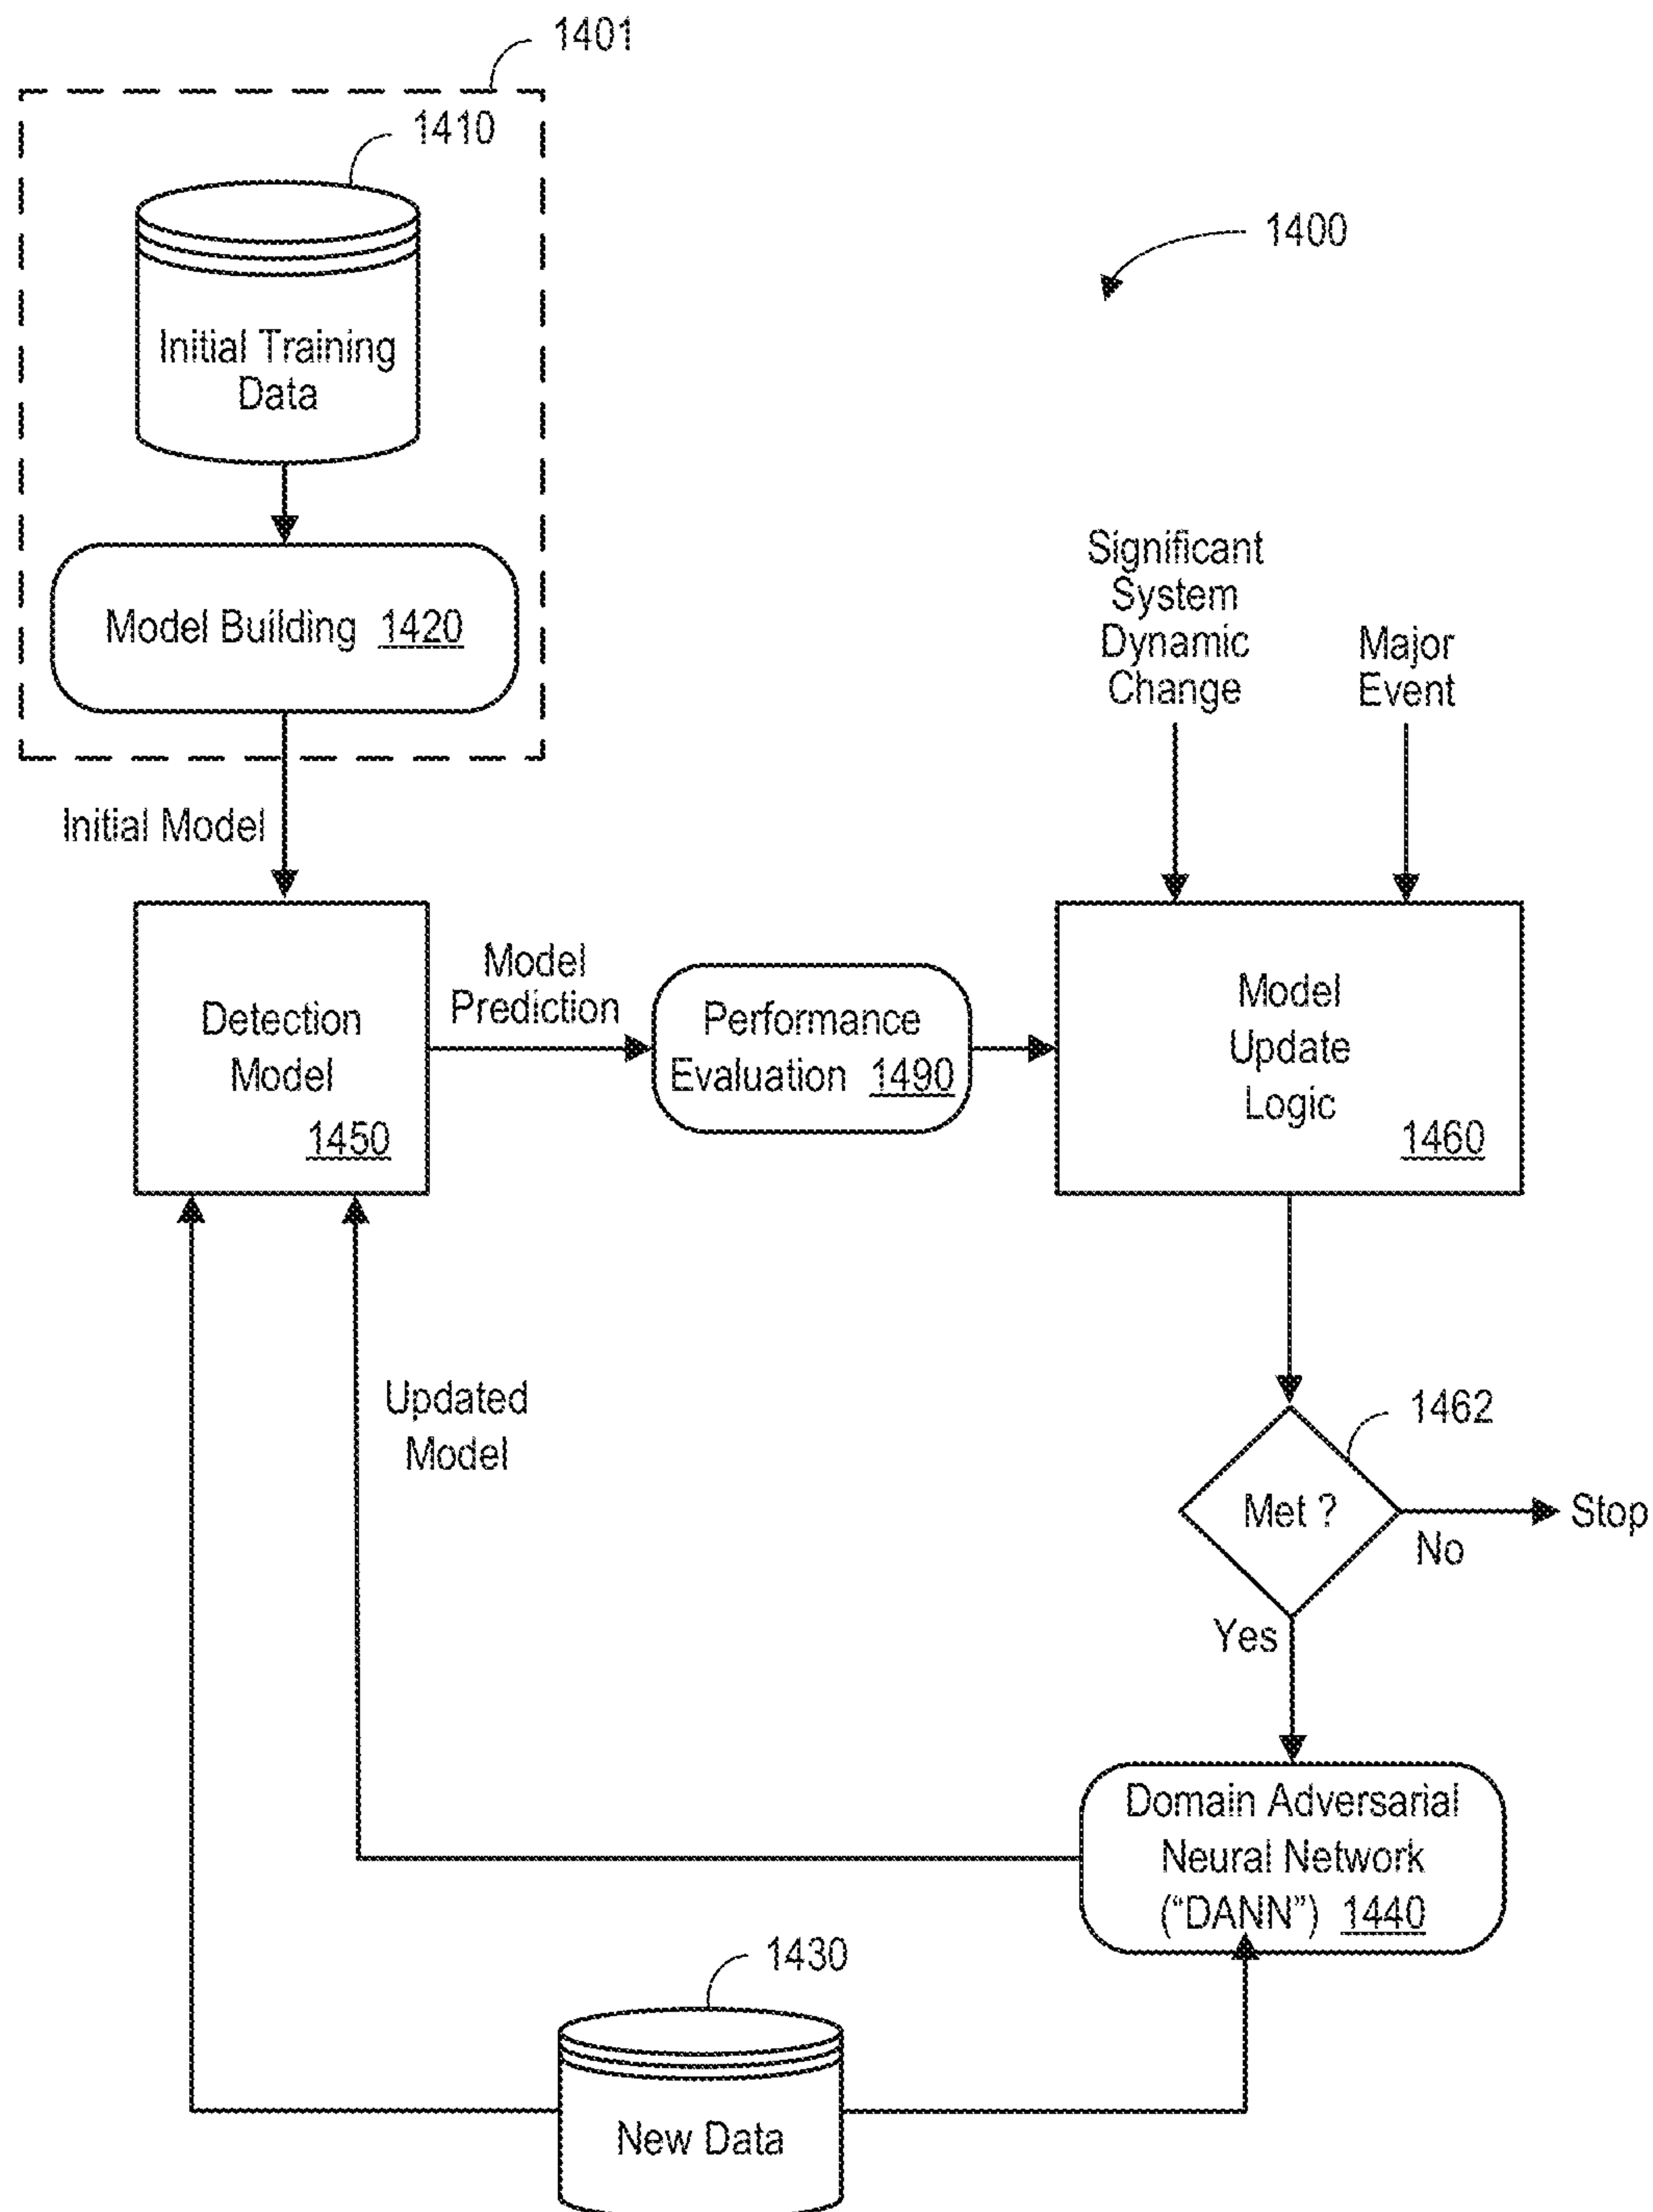 1401
1410
Initial Training
Data
1400
Model Building 1420
Significant
System
Dynamic
Change
Major
Event
Initial Model
Detection
Model
1450
Model
Prediction
Performance
Evaluation 1490
Model
Update
Logic
1460
Updated
Model
1462
Met ?
No
Stop
Yes
Domain Adversarial
Neural Network
("DANN") 1440
1430
New Data